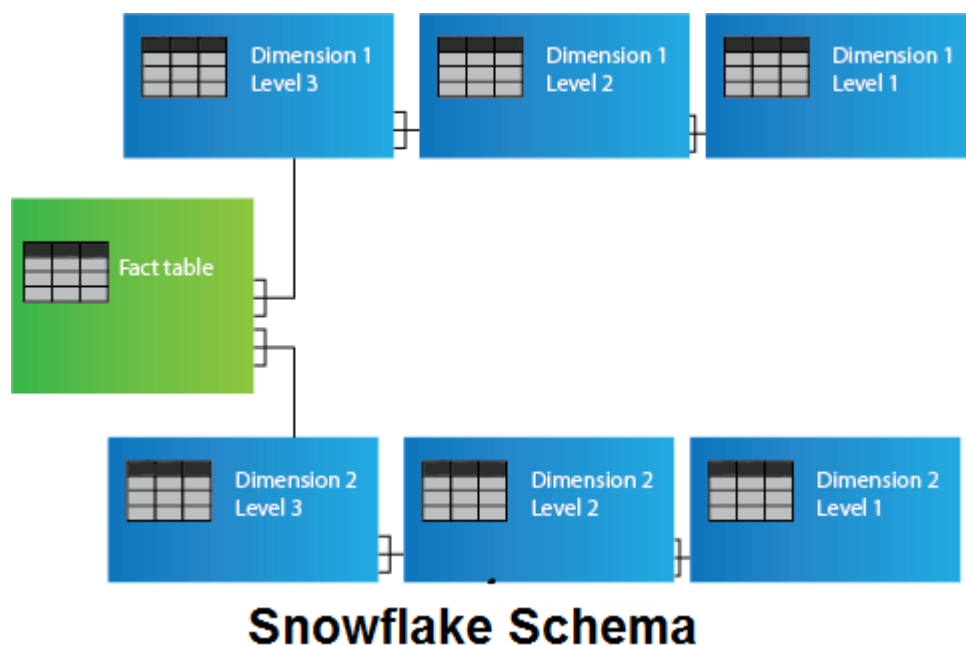 Dimension 1
Level 3
Dimension 1
Level 2
Dimension 1
Level 1
Fact table
Dimension 2
Level 3
Dimension 2
Level 2
Dimension 2
Level 1
Snowflake Schema